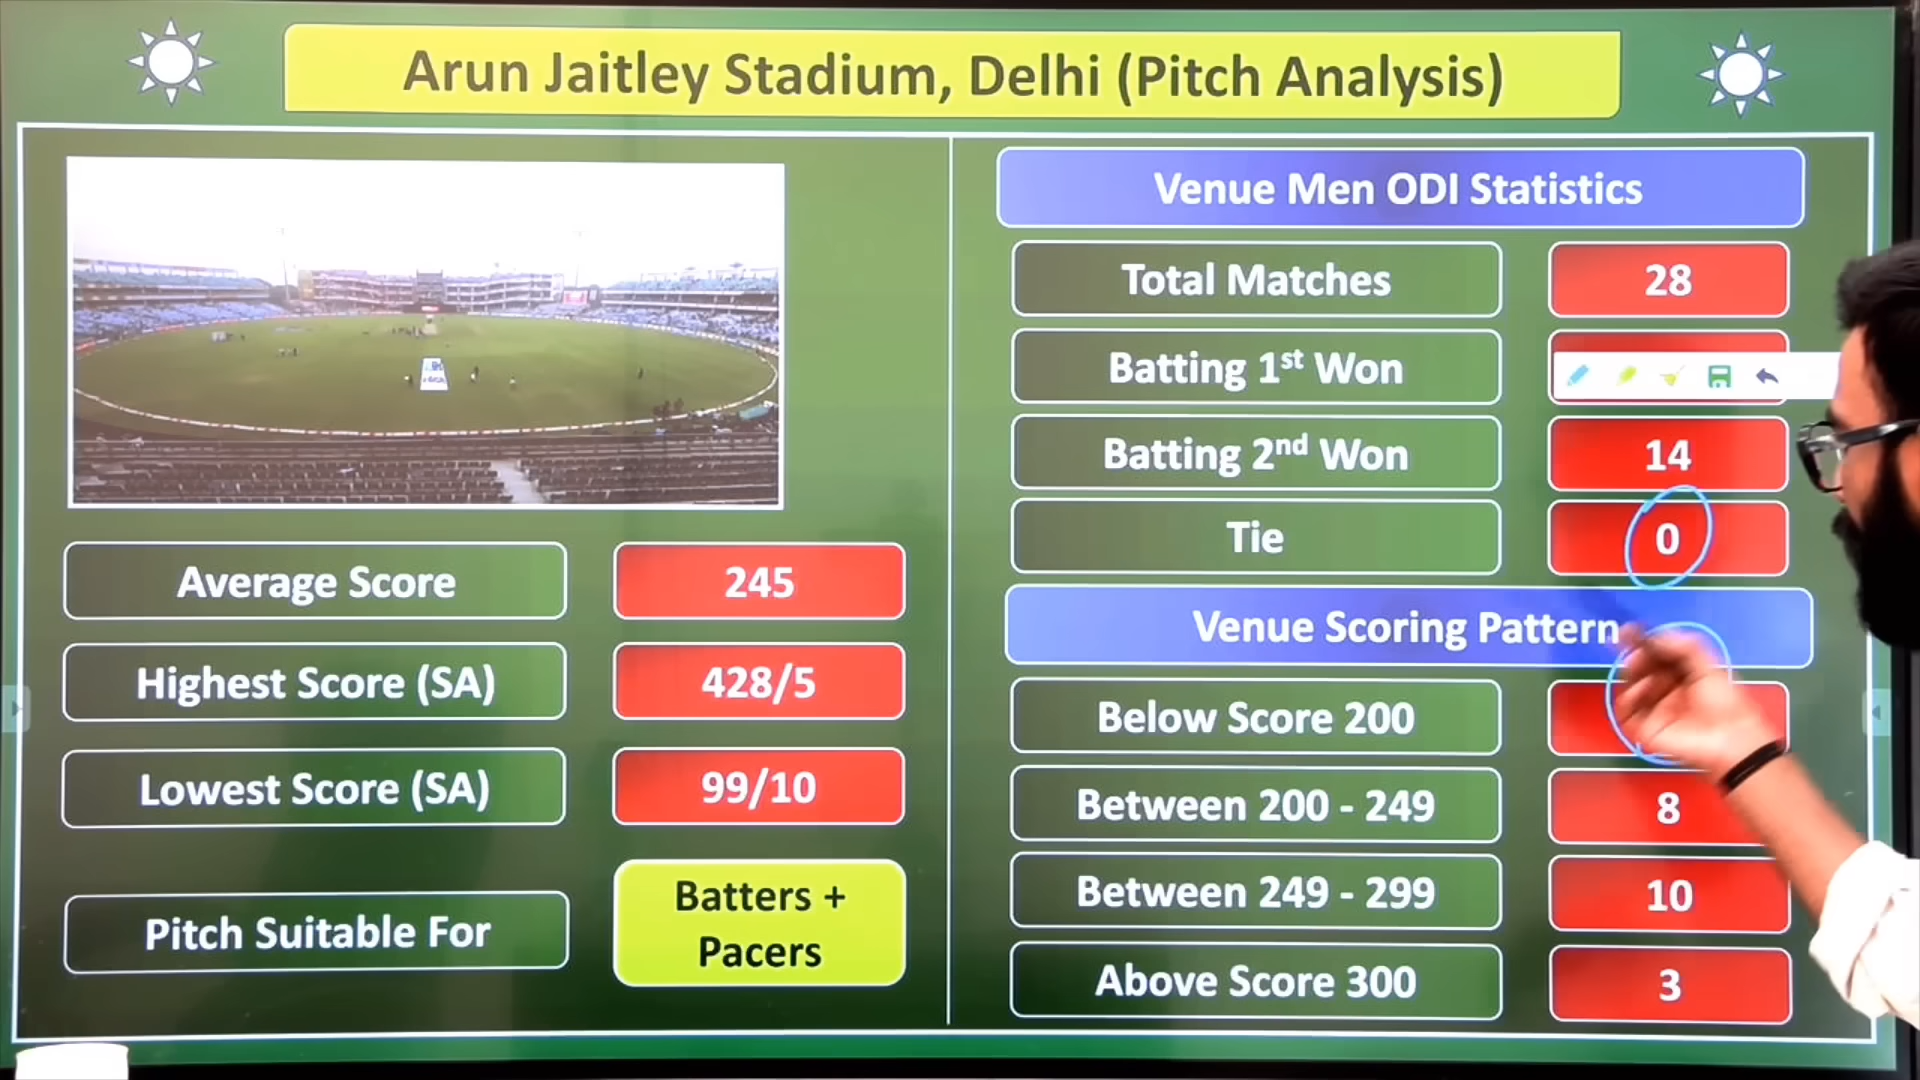 Arun Jaitley Stadium, Delhi (Pitch Analysis)
Average Score
245
Highest Score (SA)
428/5
Lowest Score (SA)
99/10
Pitch Suitable For
Batters +
Pacers
Venue Men ODI Statistics
Total Matches
28
Batting 1st Won
Batting 2nd Won
14
Tie
0
Venue Scoring Pattern
Below Score 200
Between 200 - 249
8
Between 249 - 299
10
Above Score 300
3